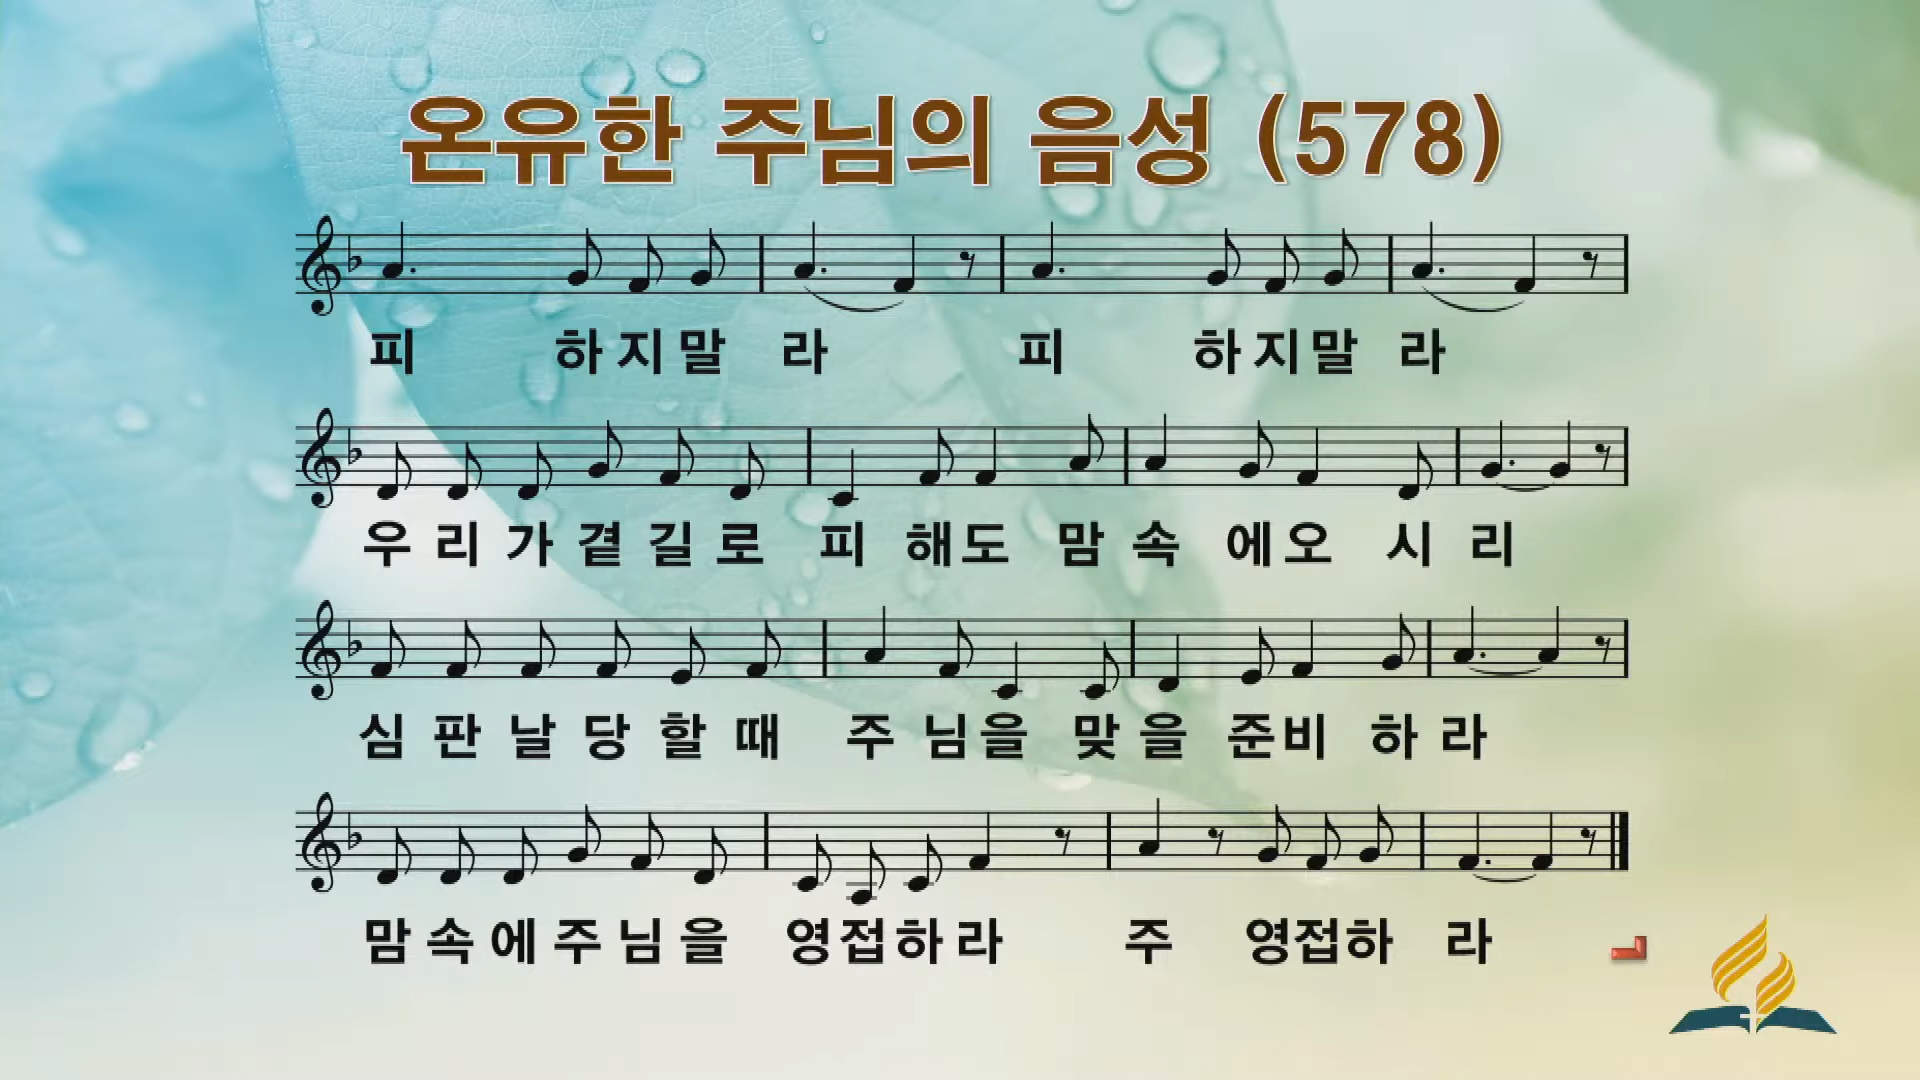 온유한 주님의 음성 (578)
피 하지말 라 피 하지말 라
우리가곁길로 피 해도 맘 속 에오 시 리
심판날당할때 주 님을 맞 을 준비 하 라
맘속에주님을 영접하라 주 영접하 라